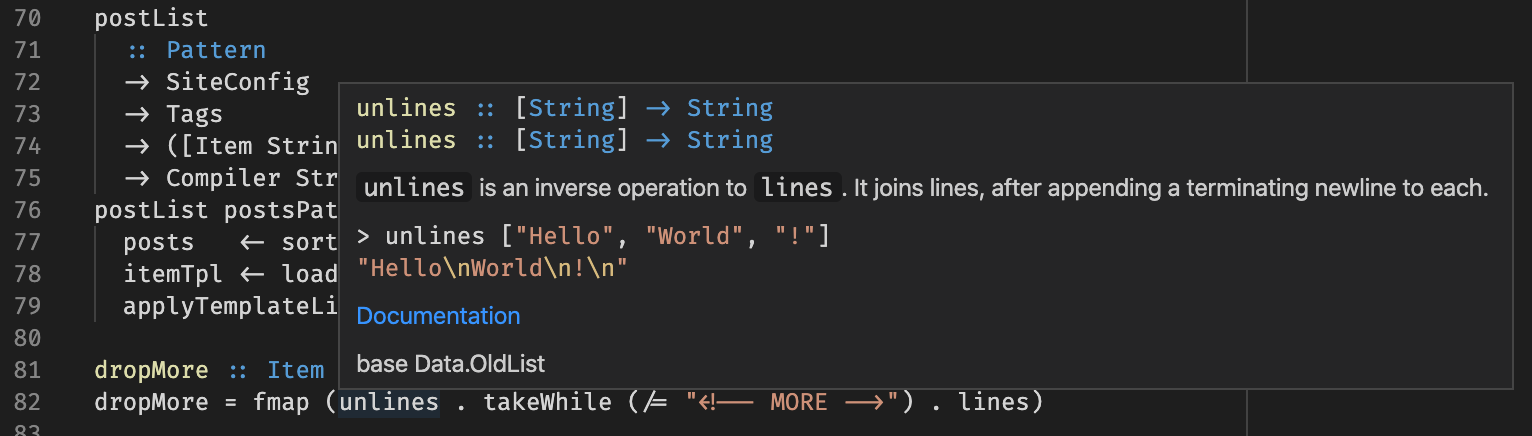 70 postList
71 :: Pattern
72 -> SiteConfig
73 -> Tags
74 -> ([Item Strin
75 -> Compiler Str
76 postList postsPat
77 posts <- sort
78 itemTpl <- load
79 applyTemplateLi
80
81 dropMore :: Item
82 dropMore = fmap (unlines . takeWhile (/= "<!-- MORE -->") . lines)
83
unlines :: [String] -> String
unlines :: [String] -> String
unlines is an inverse operation to lines. It joins lines, after appending a terminating newline to each.
> unlines ["Hello", "World", "!"]
"Hello\nWorld\n!\n"
Documentation
base Data.OldList